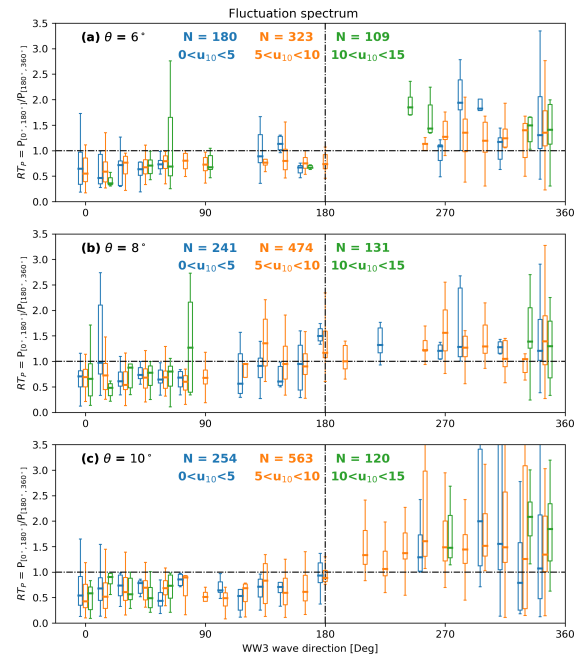 Fluctuation spectrum
(a) θ = 6°
N = 180
N = 323
N = 109
0<u10<5
5<u10<10
10<u10<15
RT_P = P[0°,180°]/P[180°,360°]
3.5
3.0
2.5
2.0
1.5
1.0
0.5
0.0
0
90
180
270
360
(b) θ = 8°
N = 241
N = 474
N = 131
0<u10<5
5<u10<10
10<u10<15
RT_P = P[0°,180°]/P[180°,360°]
3.5
3.0
2.5
2.0
1.5
1.0
0.5
0.0
0
90
180
270
360
(c) θ = 10°
N = 254
N = 563
N = 120
0<u10<5
5<u10<10
10<u10<15
RT_P = P[0°,180°]/P[180°,360°]
3.5
3.0
2.5
2.0
1.5
1.0
0.5
0.0
0
90
180
270
360
WW3 wave direction [Deg]